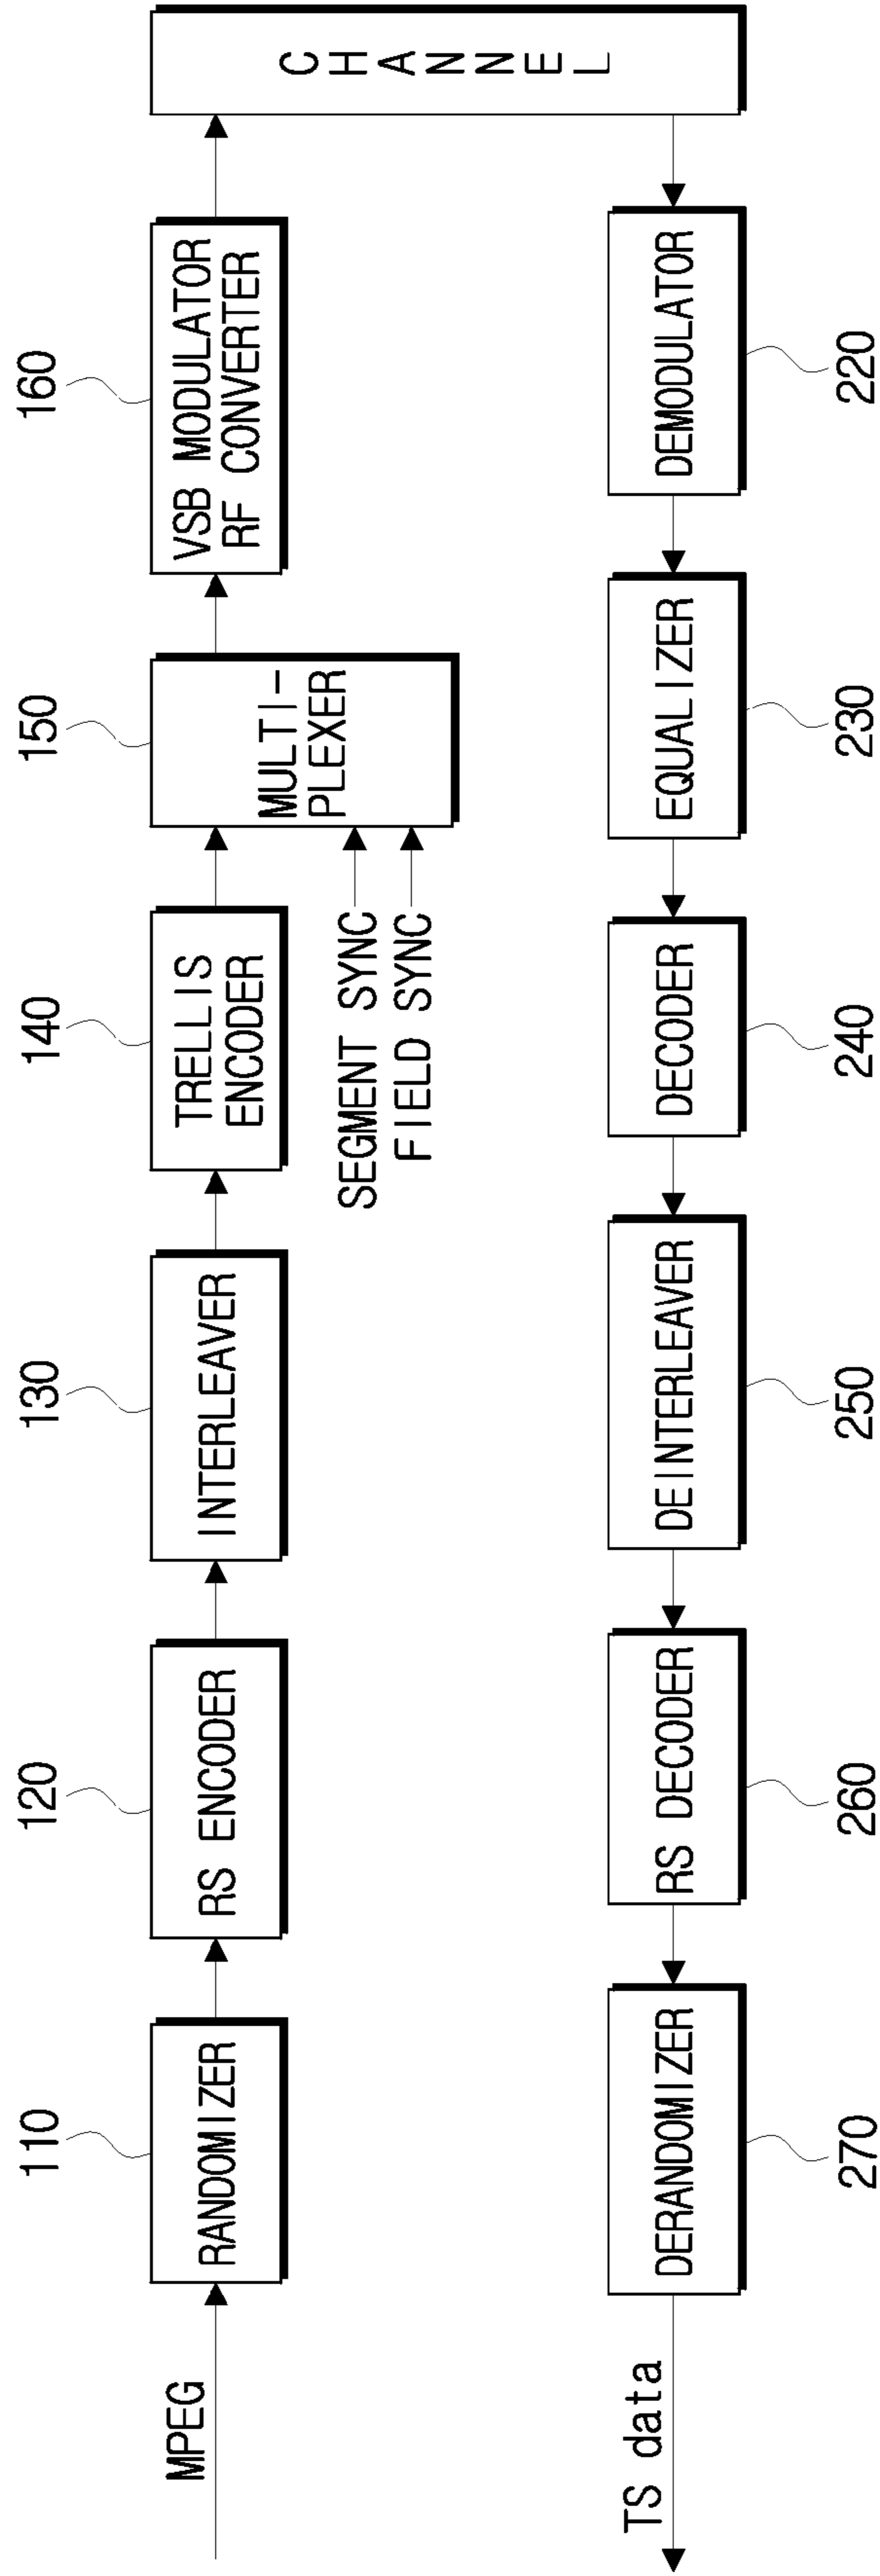 110
120
130
140
150
160
MPEG
RANDOMIZER
RS ENCODER
INTERLEAVER
TRELLIS
ENCODER
MULTI-
PLEXER
VSB MODULATOR
RF CONVERTER
SEGMENT SYNC
FIELD SYNC
CHANNEL
TS data
DERANDOMIZER
RS DECODER
DEINTERLEAVER
DECODER
EQUALIZER
DEMODULATOR
270
260
250
240
230
220